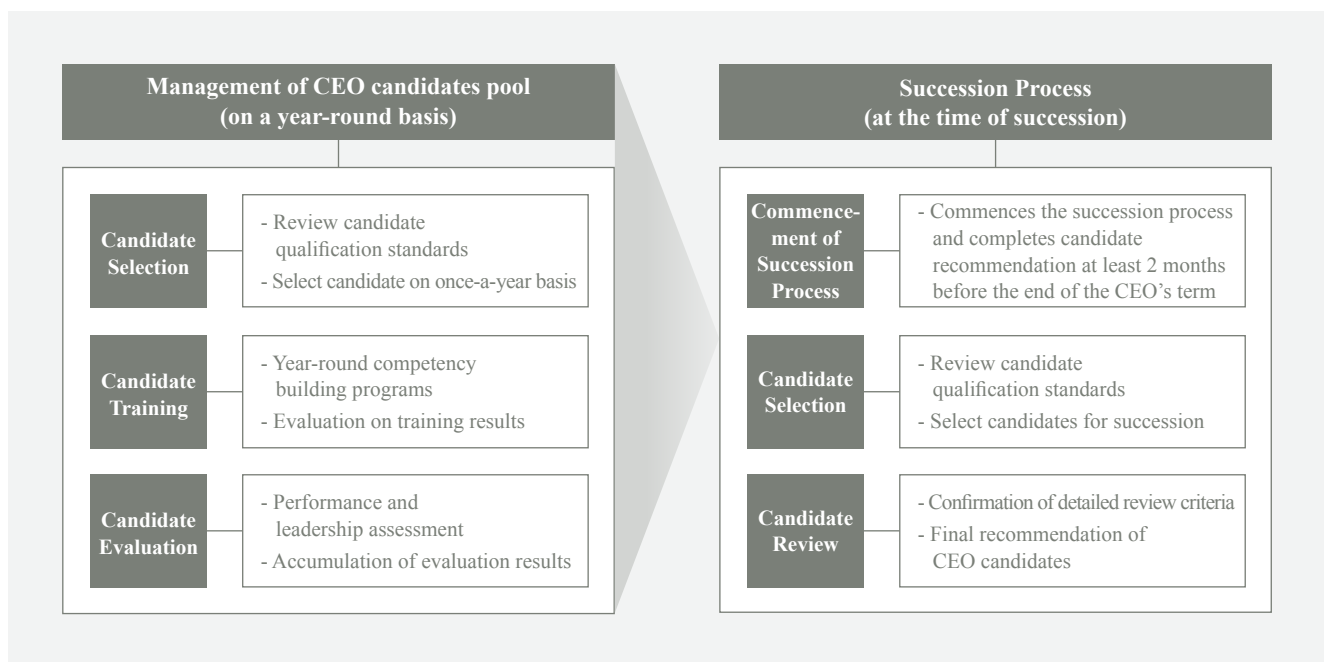 Management of CEO candidates pool
(on a year-round basis)
Candidate
Selection
- Review candidate
qualification standards
- Select candidate on once-a-year basis
Candidate
Training
- Year-round competency
building programs
- Evaluation on training results
Candidate
Evaluation
- Performance and
leadership assessment
- Accumulation of evaluation results
Succession Process
(at the time of succession)
Commence-
ment of
Succession
Process
- Commences the succession process
and completes candidate
recommendation at least 2 months
before the end of the CEO’s term
Candidate
Selection
- Review candidate
qualification standards
- Select candidates for succession
Candidate
Review
- Confirmation of detailed review criteria
- Final recommendation of
CEO candidates